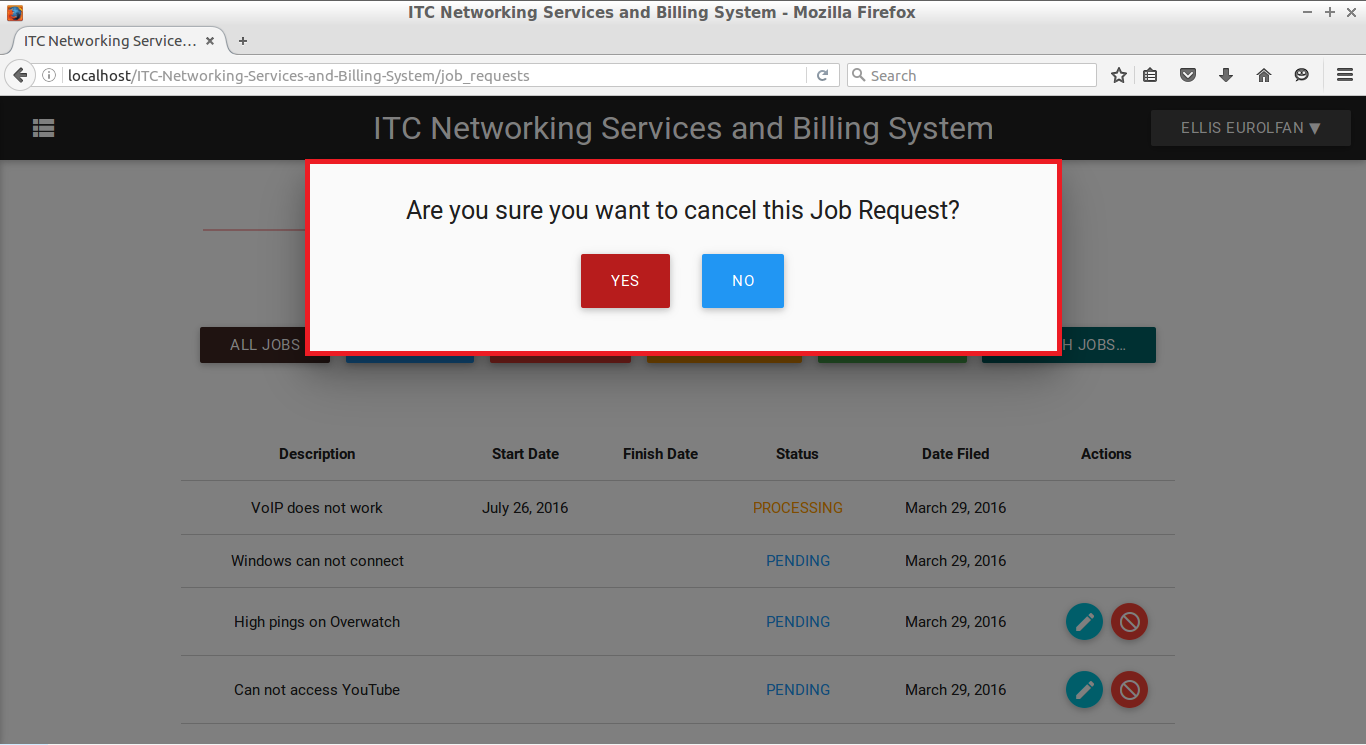 ITC Networking Services and Billing System - Mozilla Firefox
ITC Networking Service...
localhost/ITC-Networking-Services-and-Billing-System/job_requests
Search
ITC Networking Services and Billing System
ELLIS EUROLFAN ▼
Are you sure you want to cancel this Job Request?
YES NO
ALL JOBS H JOBS...
Description Start Date Finish Date Status Date Filed Actions
VoIP does not work July 26, 2016 PROCESSING March 29, 2016
Windows can not connect PENDING March 29, 2016
High pings on Overwatch PENDING March 29, 2016
Can not access YouTube PENDING March 29, 2016